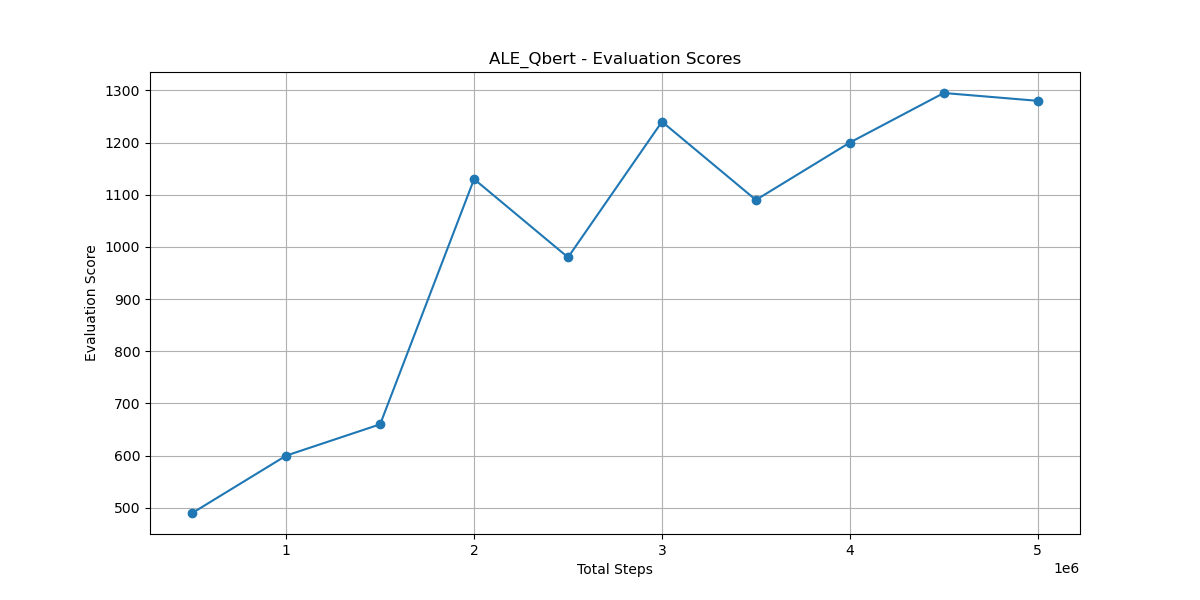 ALE_Qbert - Evaluation Scores
1300
1200
1100
1000
900
800
700
600
500
Evaluation Score
1 2 3 4 5
1e6
Total Steps